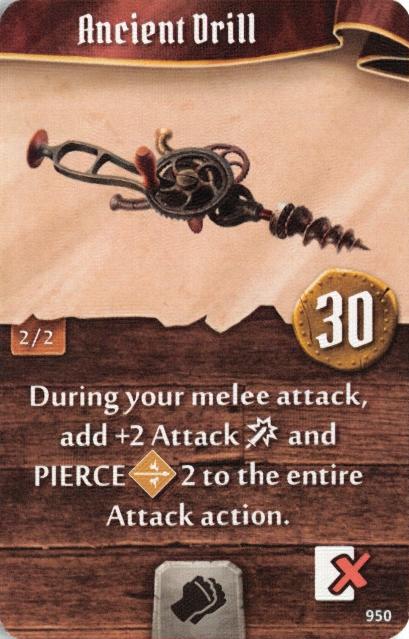 Ancient Drill
30
2/2
During your melee attack,
add +2 Attack and
PIERCE 2 to the entire
Attack action.
950